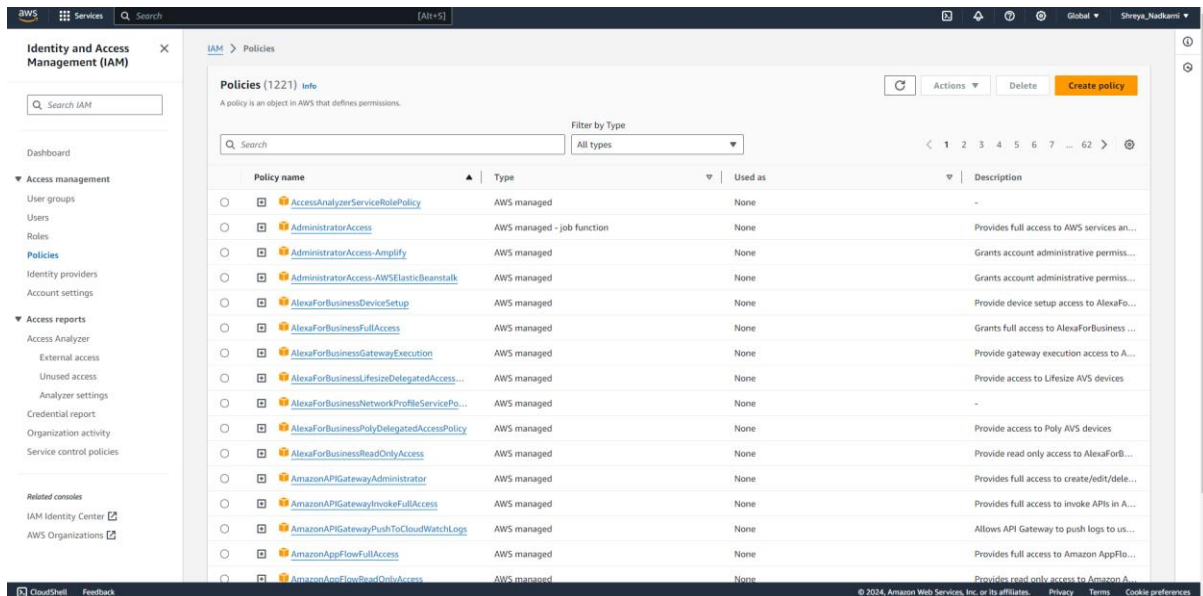 aws Services Search [Alt+S] Global Shreya_Nadkarni
Identity and Access
Management (IAM)
Search IAM
Dashboard
Access management
User groups
Users
Roles
Policies
Identity providers
Account settings
Access reports
Access Analyzer
External access
Unused access
Analyzer settings
Credential report
Organization activity
Service control policies
Related consoles
IAM Identity Center
AWS Organizations
IAM > Policies
Policies (1221) Info
A policy is an object in AWS that defines permissions.
Actions Delete Create policy
Filter by Type
Search All types
1 2 3 4 5 6 7 ... 62
Policy name Type Used as Description
AccessAnalyzerServiceRolePolicy AWS managed None -
AdministratorAccess AWS managed - job function None Provides full access to AWS services an...
AdministratorAccess-Amplify AWS managed None Grants account administrative permiss...
AdministratorAccess-AWSElasticBeanstalk AWS managed None Grants account administrative permiss...
AlexaForBusinessDeviceSetup AWS managed None Provide device setup access to AlexaFo...
AlexaForBusinessFullAccess AWS managed None Grants full access to AlexaForBusiness ...
AlexaForBusinessGatewayExecution AWS managed None Provide gateway execution access to A...
AlexaForBusinessLifesizeDelegatedAccess... AWS managed None Provide access to Lifesize AVS devices
AlexaForBusinessNetworkProfileServicePo... AWS managed None -
AlexaForBusinessPolyDelegatedAccessPolicy AWS managed None Provide access to Poly AVS devices
AlexaForBusinessReadOnlyAccess AWS managed None Provide read only access to AlexaForB...
AmazonAPIGatewayAdministrator AWS managed None Provides full access to create/edit/dele...
AmazonAPIGatewayInvokeFullAccess AWS managed None Provides full access to invoke APIs in A...
AmazonAPIGatewayPushToCloudWatchLogs AWS managed None Allows API Gateway to push logs to us...
AmazonAppFlowFullAccess AWS managed None Provides full access to Amazon AppFlo...
AmazonAppFlowReadOnlyAccess AWS managed None Provides read only access to Amazon A...
CloudShell Feedback © 2024, Amazon Web Services, Inc. or its affiliates. Privacy Terms Cookie preferences